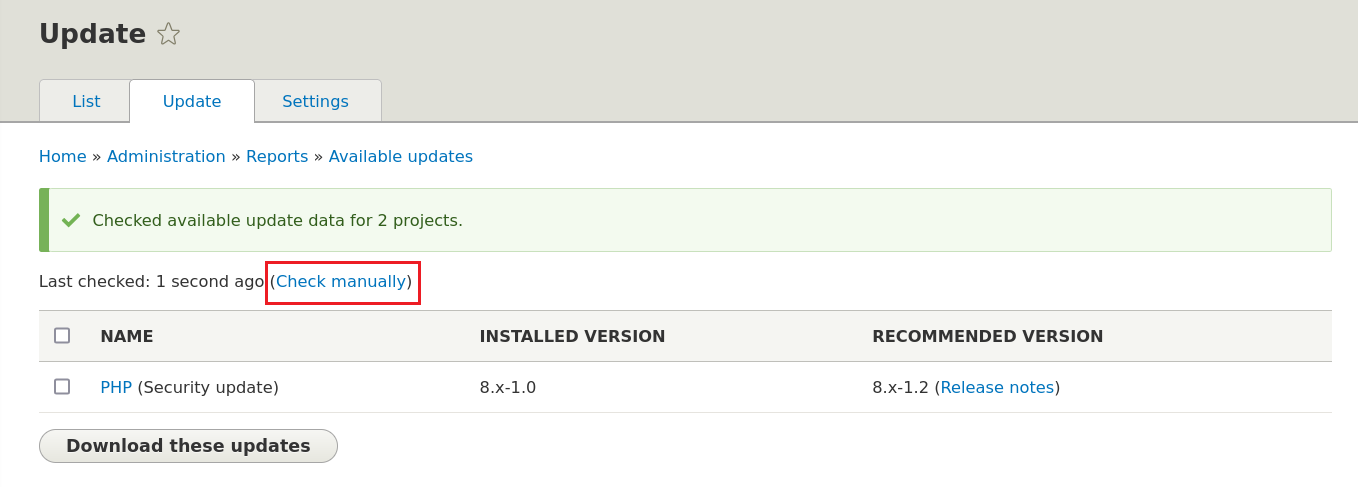 Update
List Update Settings
Home » Administration » Reports » Available updates
Checked available update data for 2 projects.
Last checked: 1 second ago (Check manually)
NAME INSTALLED VERSION RECOMMENDED VERSION
PHP (Security update) 8.x-1.0 8.x-1.2 (Release notes)
Download these updates